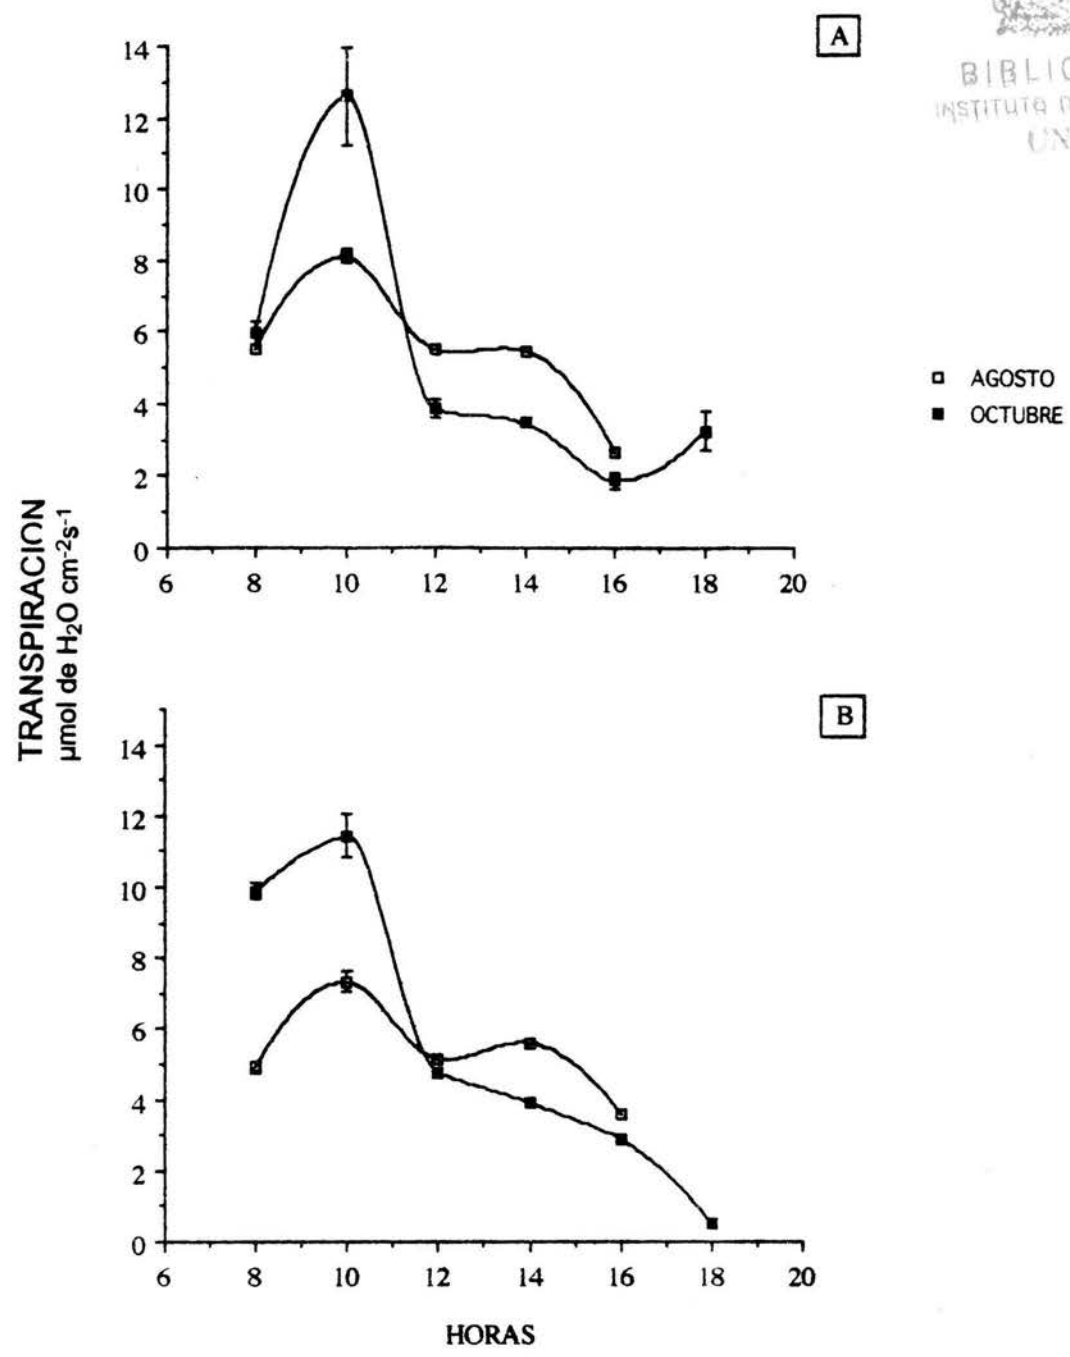 A
BIBLIO
INSTITUTO D
UN
14
12
10
8
6
4
2
0
6 8 10 12 14 16 18 20
AGOSTO
OCTUBRE
TRANSPIRACION
µmol de H₂O cm⁻²s⁻¹
B
14
12
10
8
6
4
2
0
6 8 10 12 14 16 18 20
HORAS